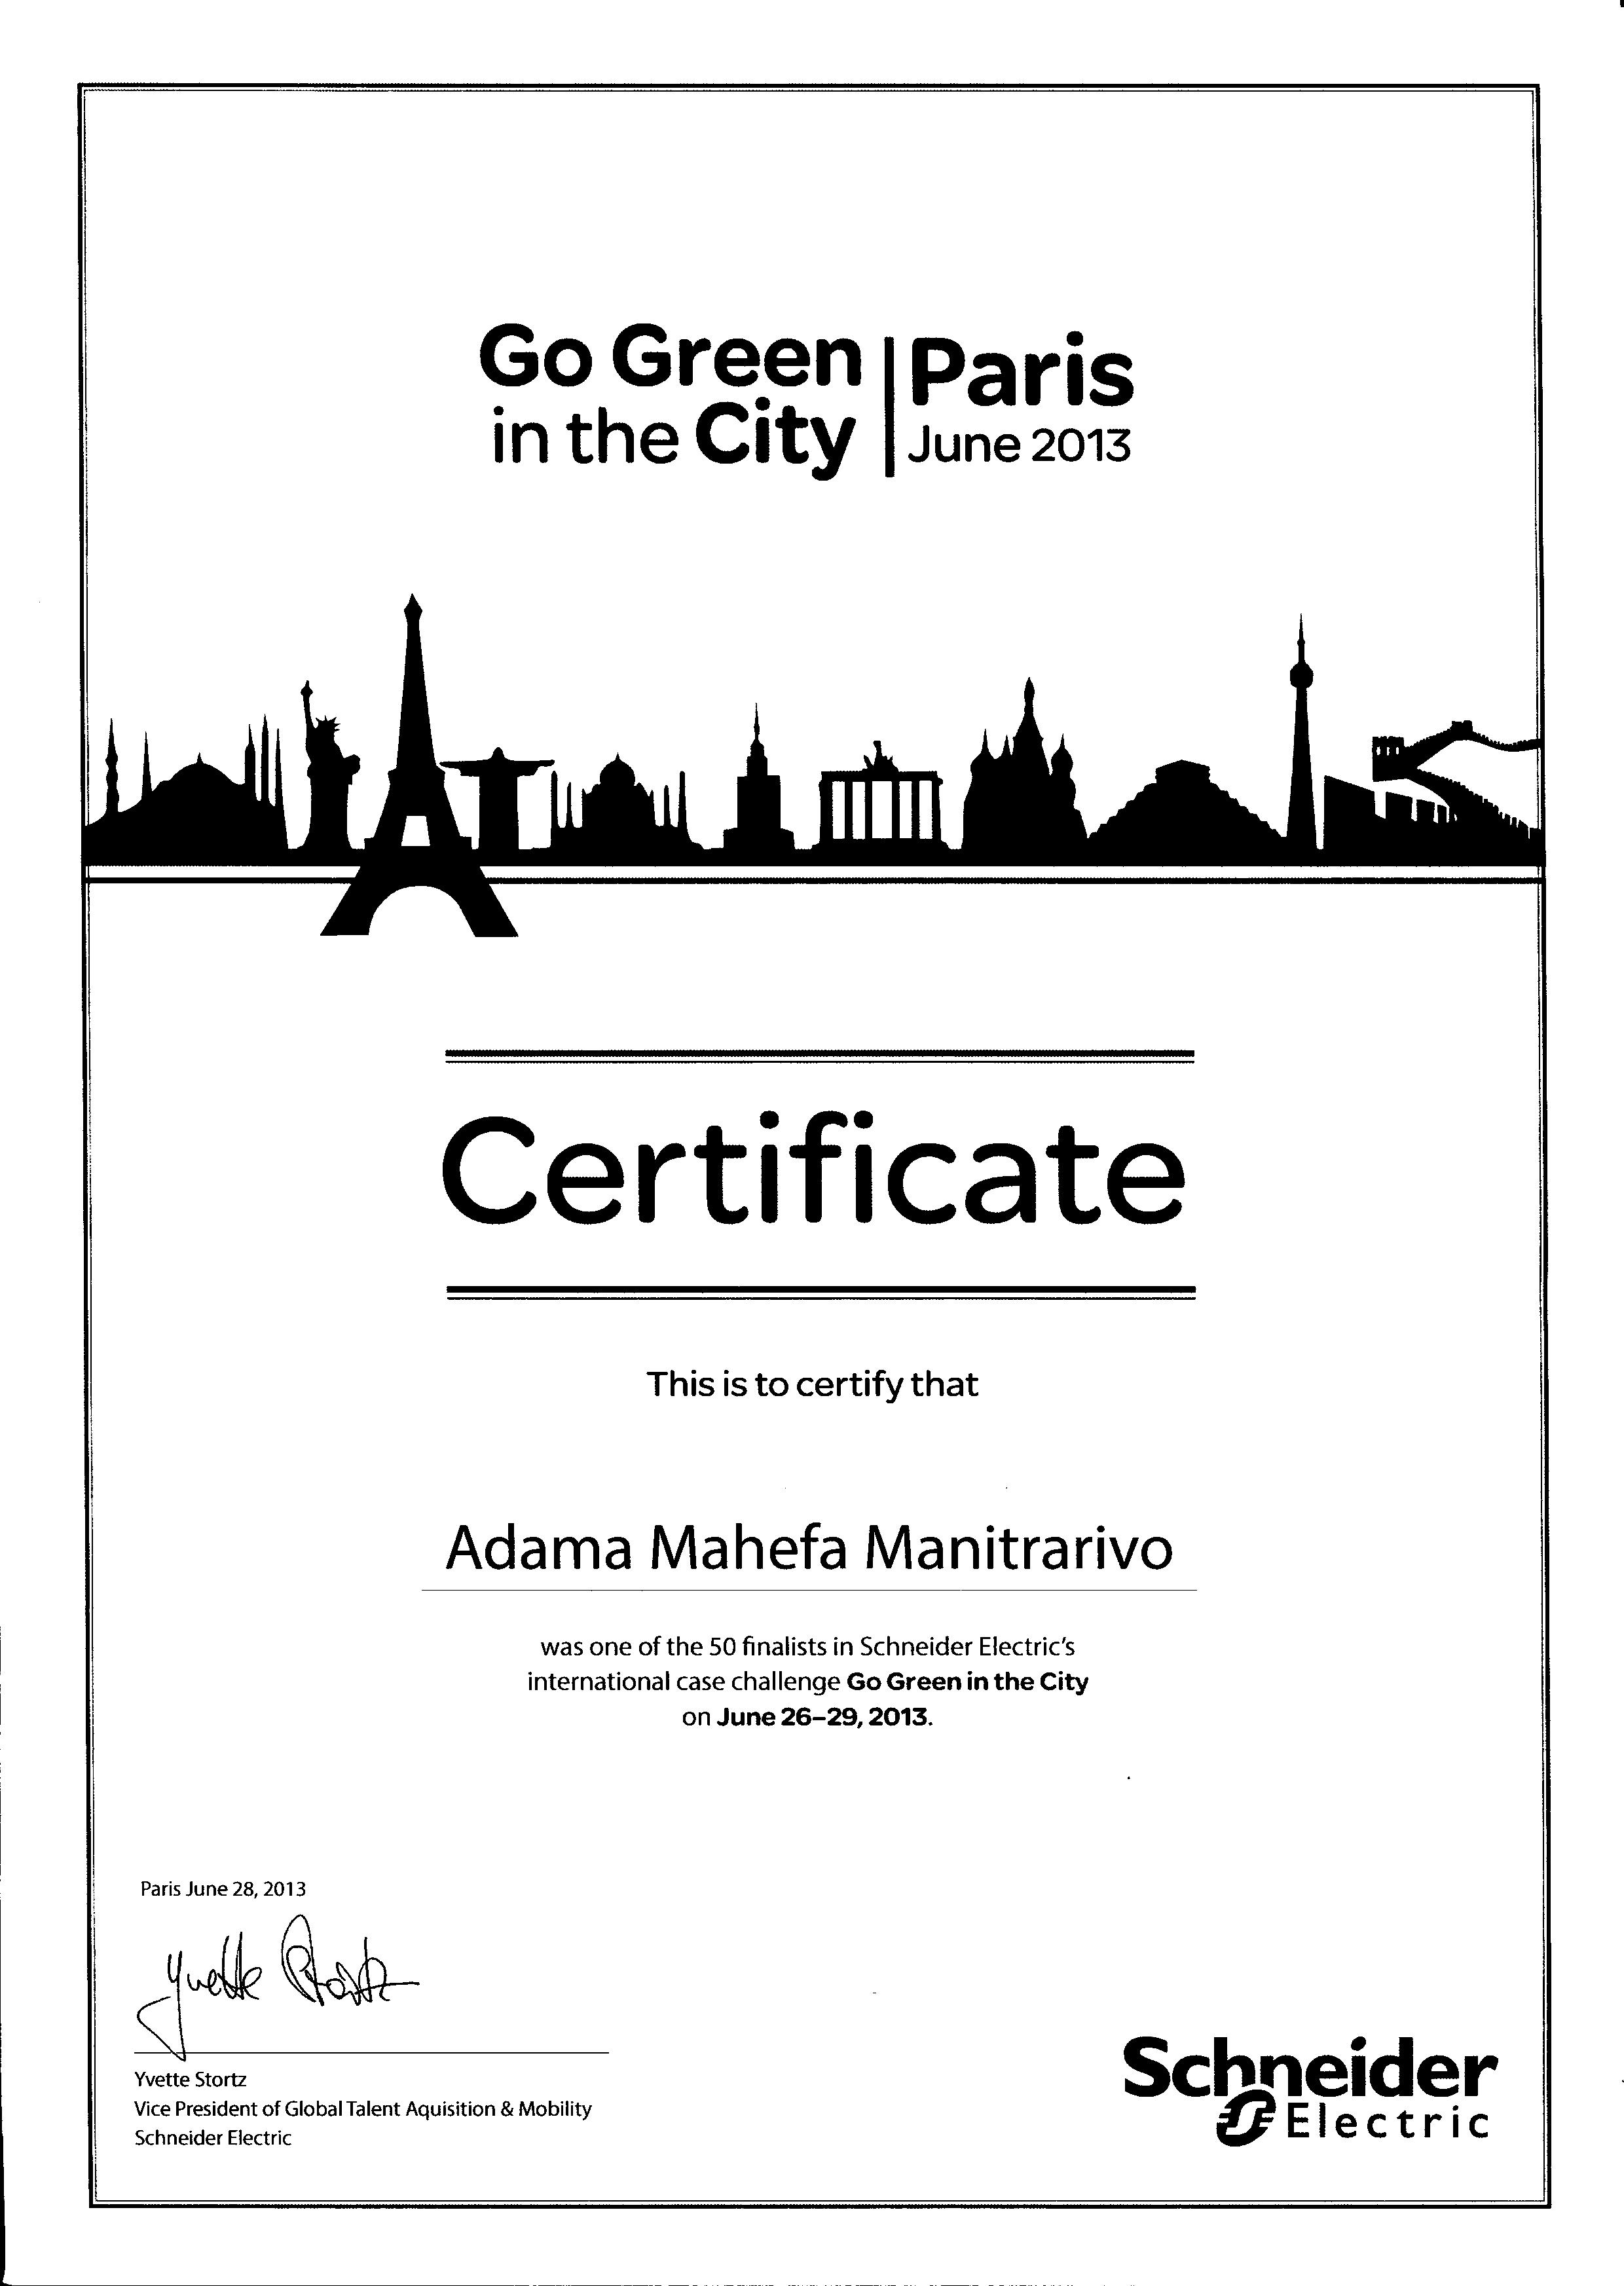 Go Green
in the City
Paris
June 2013
Certificate
This is to certify that
Adama Mahefa Manitrarivo
was one of the 50 finalists in Schneider Electric's
international case challenge Go Green in the City
on June 26–29, 2013.
Paris June 28, 2013
Yvette Stortz
Yvette Stortz
Vice President of Global Talent Aquisition & Mobility
Schneider Electric
Schneider
Electric